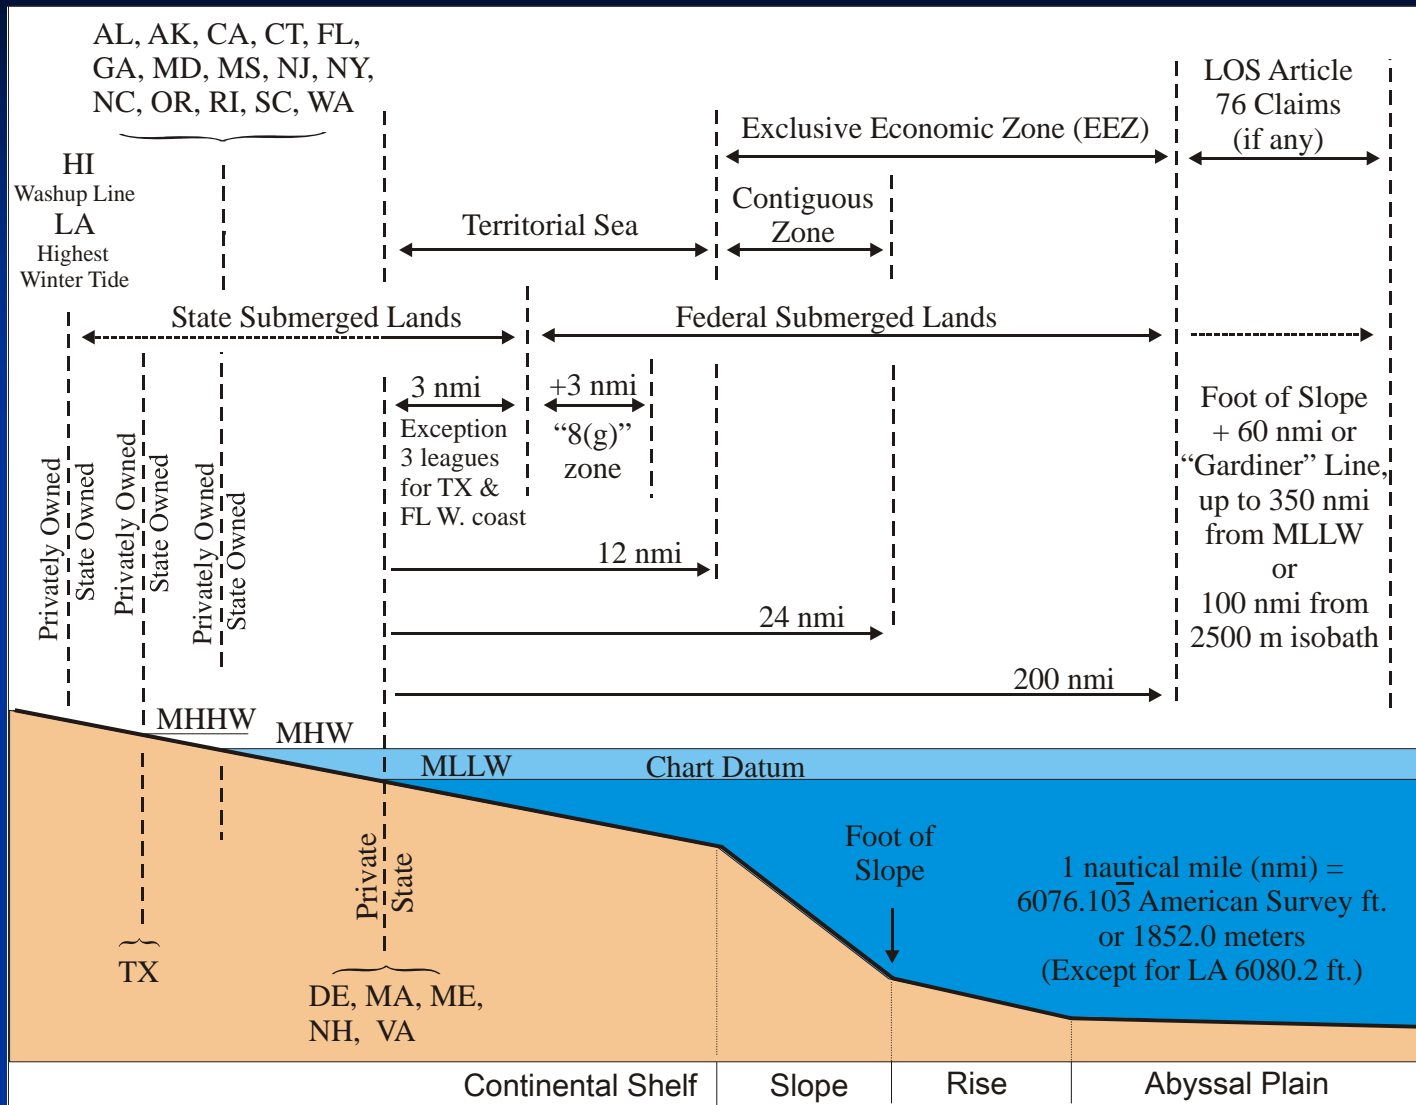 AL, AK, CA, CT, FL,
GA, MD, MS, NJ, NY,
NC, OR, RI, SC, WA
HI
Washup Line
LA
Highest
Winter Tide
LOS Article
76 Claims
(if any)
Exclusive Economic Zone (EEZ)
Contiguous
Zone
Territorial Sea
State Submerged Lands
Federal Submerged Lands
3 nmi
Exception
3 leagues
for TX &
FL W. coast
+3 nmi
“8(g)”
zone
Foot of Slope
+ 60 nmi or
“Gardiner” Line,
up to 350 nmi
from MLLW
or
100 nmi from
2500 m isobath
Privately Owned
State Owned
Privately Owned
State Owned
Privately Owned
State Owned
12 nmi
24 nmi
200 nmi
MHHW
MHW
MLLW
Chart Datum
Private
State
Foot of
Slope
1 nautical mile (nmi) =
6076.103̅ American Survey ft.
or 1852.0 meters
(Except for LA 6080.2 ft.)
TX
DE, MA, ME,
NH, VA
Continental Shelf
Slope
Rise
Abyssal Plain